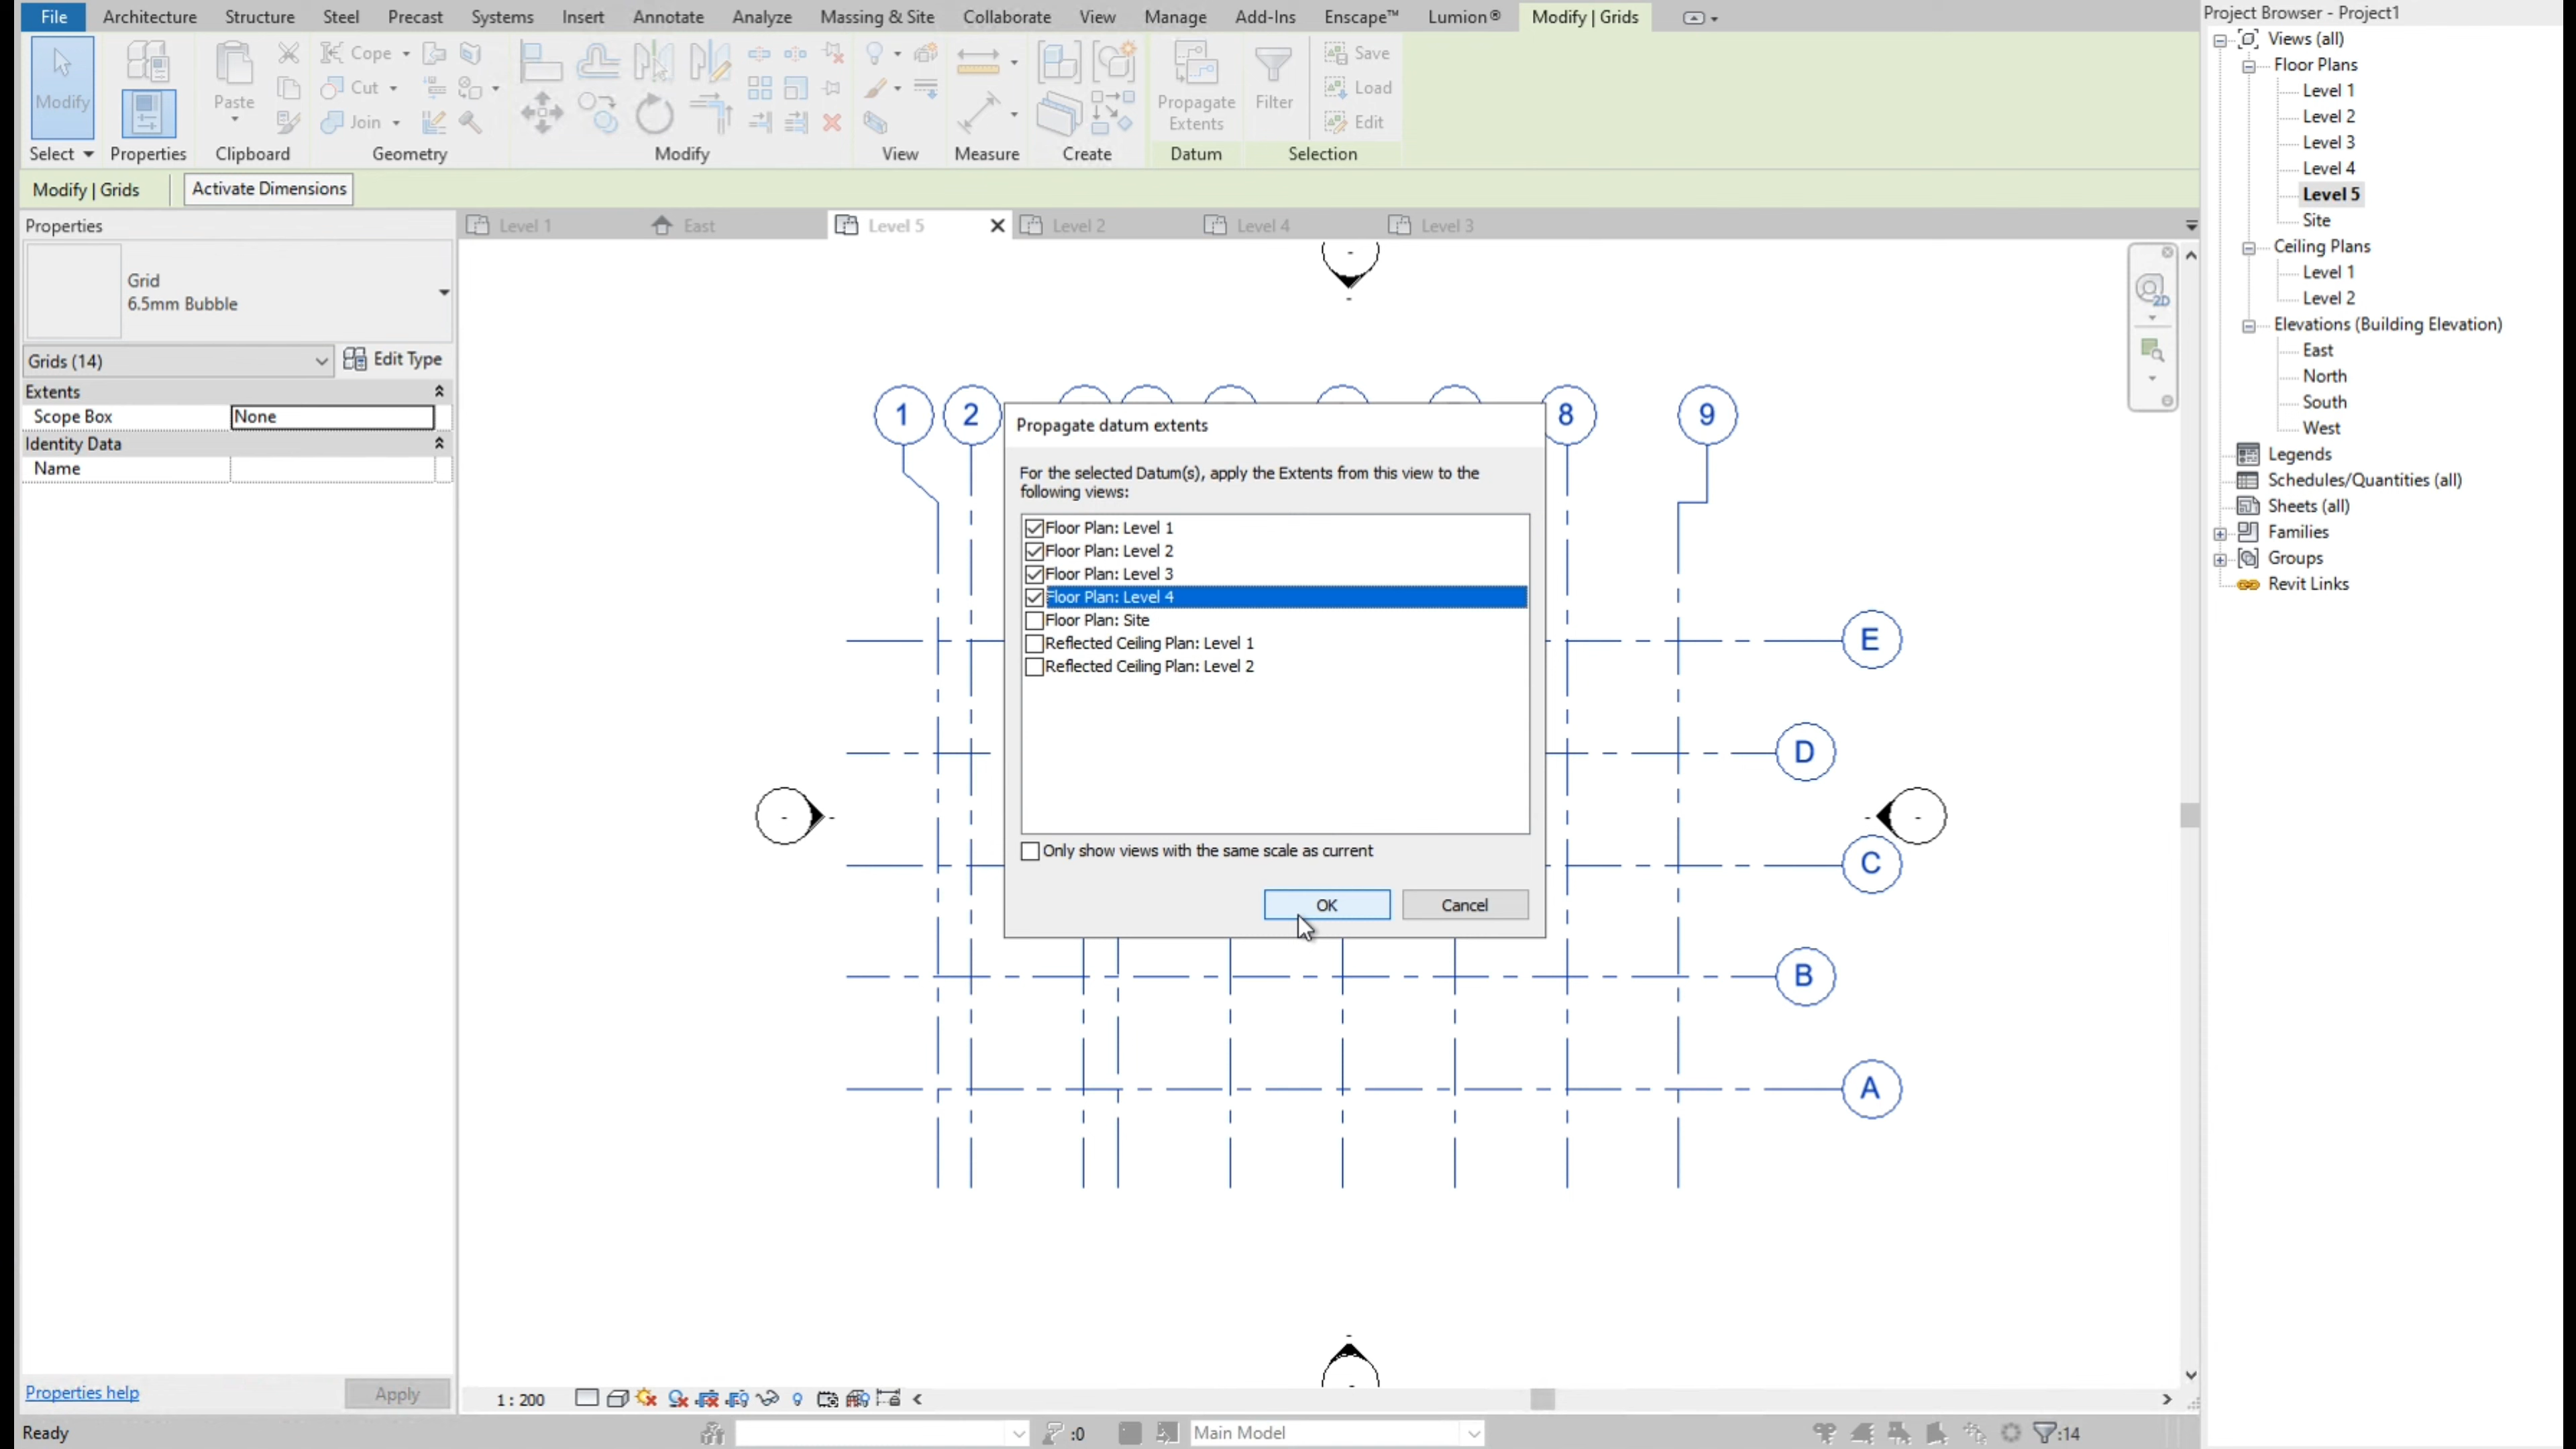 File Architecture Structure Steel Precast Systems Insert Annotate Analyze Massing & Site Collaborate View Manage Add-Ins Enscape™ Lumion® Modify | Grids
Modify
Paste
Cope
Cut
Join
Propagate
Extents
Filter
Save
Load
Edit
Select Properties Clipboard Geometry Modify View Measure Create Datum Selection
Modify | Grids Activate Dimensions
Properties
Grid
6.5mm Bubble
Grids (14) Edit Type
Extents
Scope Box None
Identity Data
Name
Properties help Apply
Level 1 East Level 5 Level 2 Level 4 Level 3
2D
1 2 8 9
E
D
C
B
A
Propagate datum extents
For the selected Datum(s), apply the Extents from this view to the
following views:
Floor Plan: Level 1
Floor Plan: Level 2
Floor Plan: Level 3
Floor Plan: Level 4
Floor Plan: Site
Reflected Ceiling Plan: Level 1
Reflected Ceiling Plan: Level 2
Only show views with the same scale as current
OK Cancel
1 : 200
Ready :0 Main Model :14
Project Browser - Project1
Views (all)
Floor Plans
Level 1
Level 2
Level 3
Level 4
Level 5
Site
Ceiling Plans
Level 1
Level 2
Elevations (Building Elevation)
East
North
South
West
Legends
Schedules/Quantities (all)
Sheets (all)
Families
Groups
Revit Links